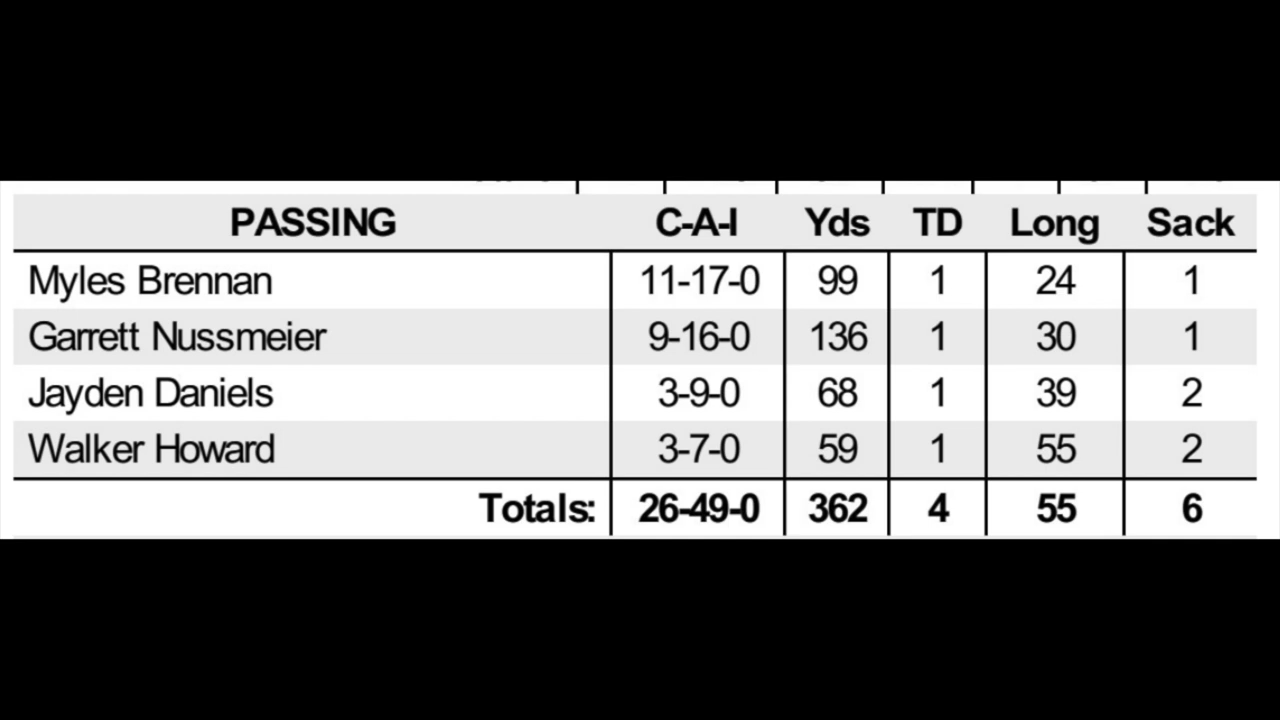 PASSING C-A-I Yds TD Long Sack
Myles Brennan 11-17-0 99 1 24 1
Garrett Nussmeier 9-16-0 136 1 30 1
Jayden Daniels 3-9-0 68 1 39 2
Walker Howard 3-7-0 59 1 55 2
Totals: 26-49-0 362 4 55 6